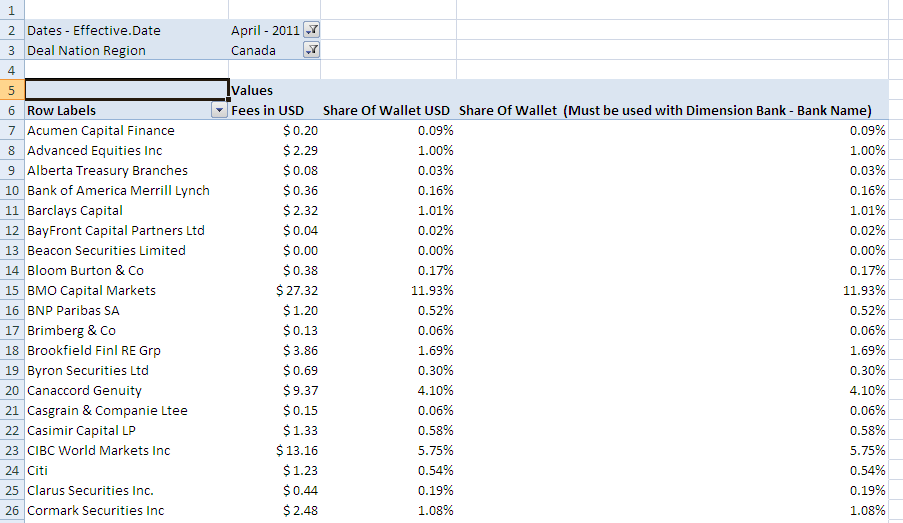 1
2 Dates - Effective.Date April - 2011
3 Deal Nation Region Canada
4
5 Values
6 Row Labels Fees in USD Share Of Wallet USD Share Of Wallet (Must be used with Dimension Bank - Bank Name)
7 Acumen Capital Finance $ 0.20 0.09% 0.09%
8 Advanced Equities Inc $ 2.29 1.00% 1.00%
9 Alberta Treasury Branches $ 0.08 0.03% 0.03%
10 Bank of America Merrill Lynch $ 0.36 0.16% 0.16%
11 Barclays Capital $ 2.32 1.01% 1.01%
12 BayFront Capital Partners Ltd $ 0.04 0.02% 0.02%
13 Beacon Securities Limited $ 0.00 0.00% 0.00%
14 Bloom Burton & Co $ 0.38 0.17% 0.17%
15 BMO Capital Markets $ 27.32 11.93% 11.93%
16 BNP Paribas SA $ 1.20 0.52% 0.52%
17 Brimberg & Co $ 0.13 0.06% 0.06%
18 Brookfield Finl RE Grp $ 3.86 1.69% 1.69%
19 Byron Securities Ltd $ 0.69 0.30% 0.30%
20 Canaccord Genuity $ 9.37 4.10% 4.10%
21 Casgrain & Companie Ltee $ 0.15 0.06% 0.06%
22 Casimir Capital LP $ 1.33 0.58% 0.58%
23 CIBC World Markets Inc $ 13.16 5.75% 5.75%
24 Citi $ 1.23 0.54% 0.54%
25 Clarus Securities Inc. $ 0.44 0.19% 0.19%
26 Cormark Securities Inc $ 2.48 1.08% 1.08%